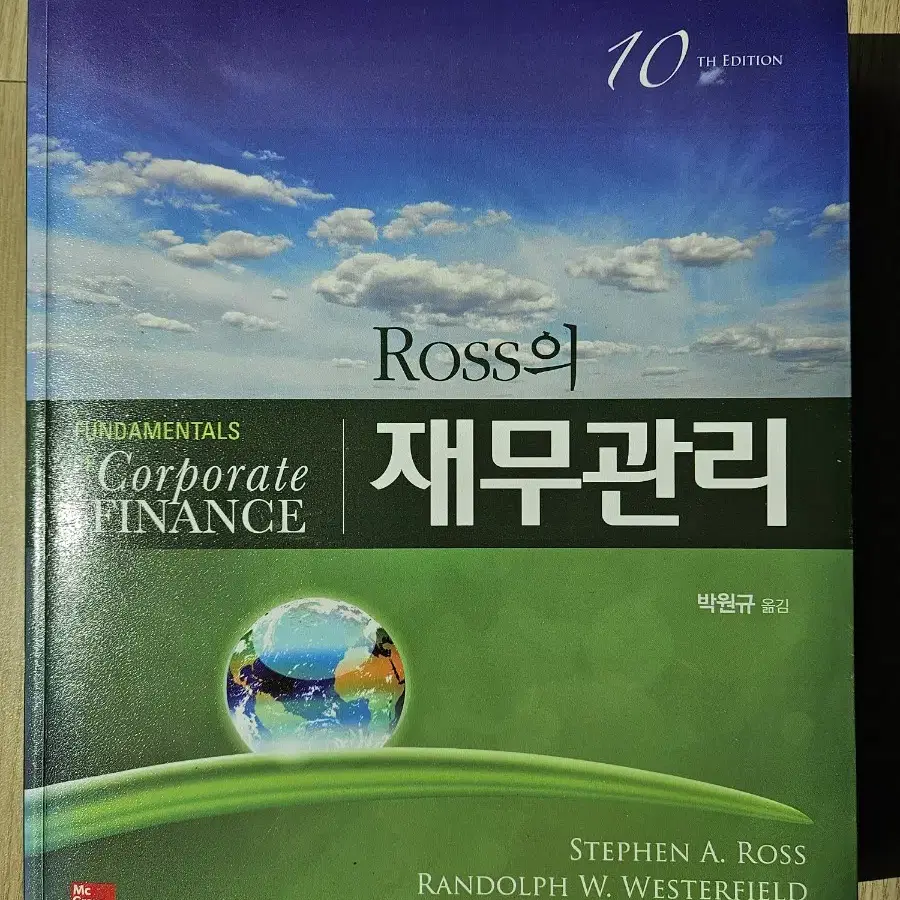 10 TH EDITION
Ross의
FUNDAMENTALS
Corporate
FINANCE
재무관리
박원규 옮김
STEPHEN A. ROSS
RANDOLPH W. WESTERFIELD
Mc